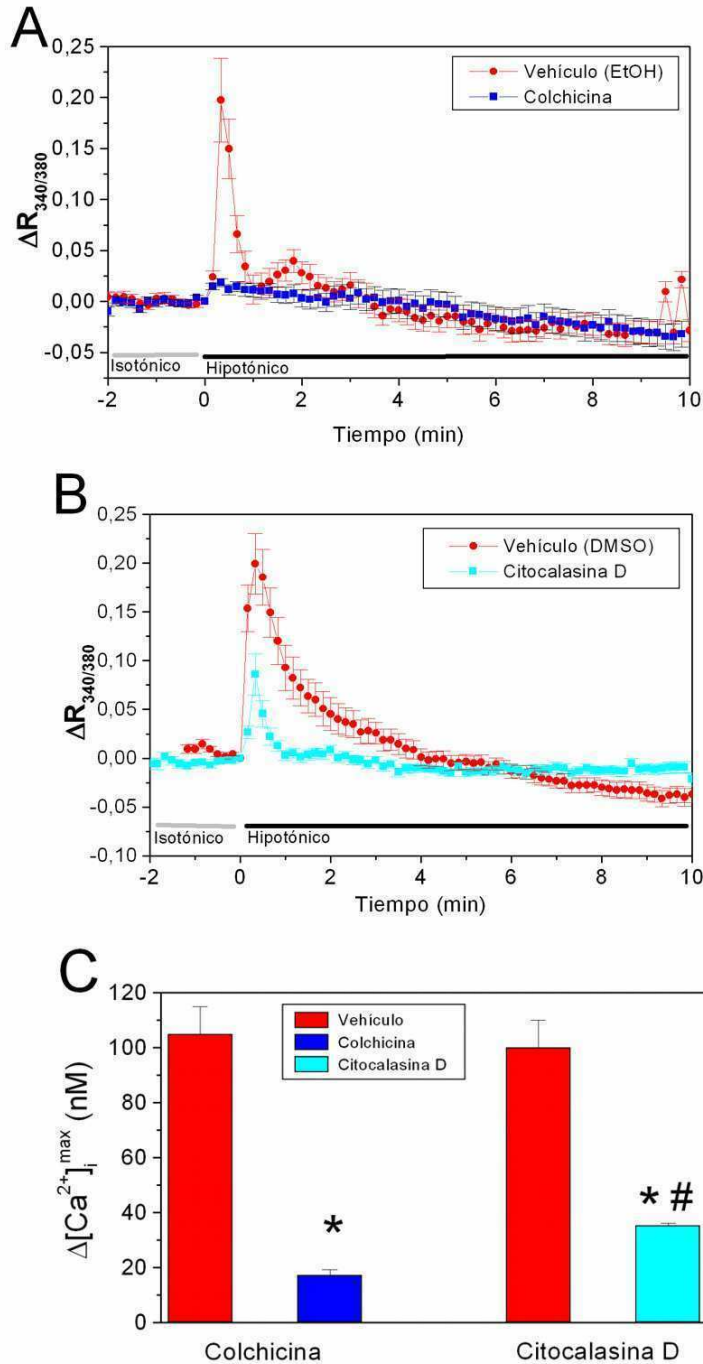 A
0,25
0,20
0,15
0,10
0,05
0,00
-0,05
ΔR340/380
Vehículo (EtOH)
Colchicina
Isotónico
Hipotónico
-2 0 2 4 6 8 10
Tiempo (min)
B
0,25
0,20
0,15
0,10
0,05
0,00
-0,05
-0,10
ΔR340/380
Vehículo (DMSO)
Citocalasina D
Isotónico
Hipotónico
-2 0 2 4 6 8 10
Tiempo (min)
C
120
100
80
60
40
20
0
Δ[Ca2+]i max (nM)
Vehículo
Colchicina
Citocalasina D
*
* #
Colchicina Citocalasina D